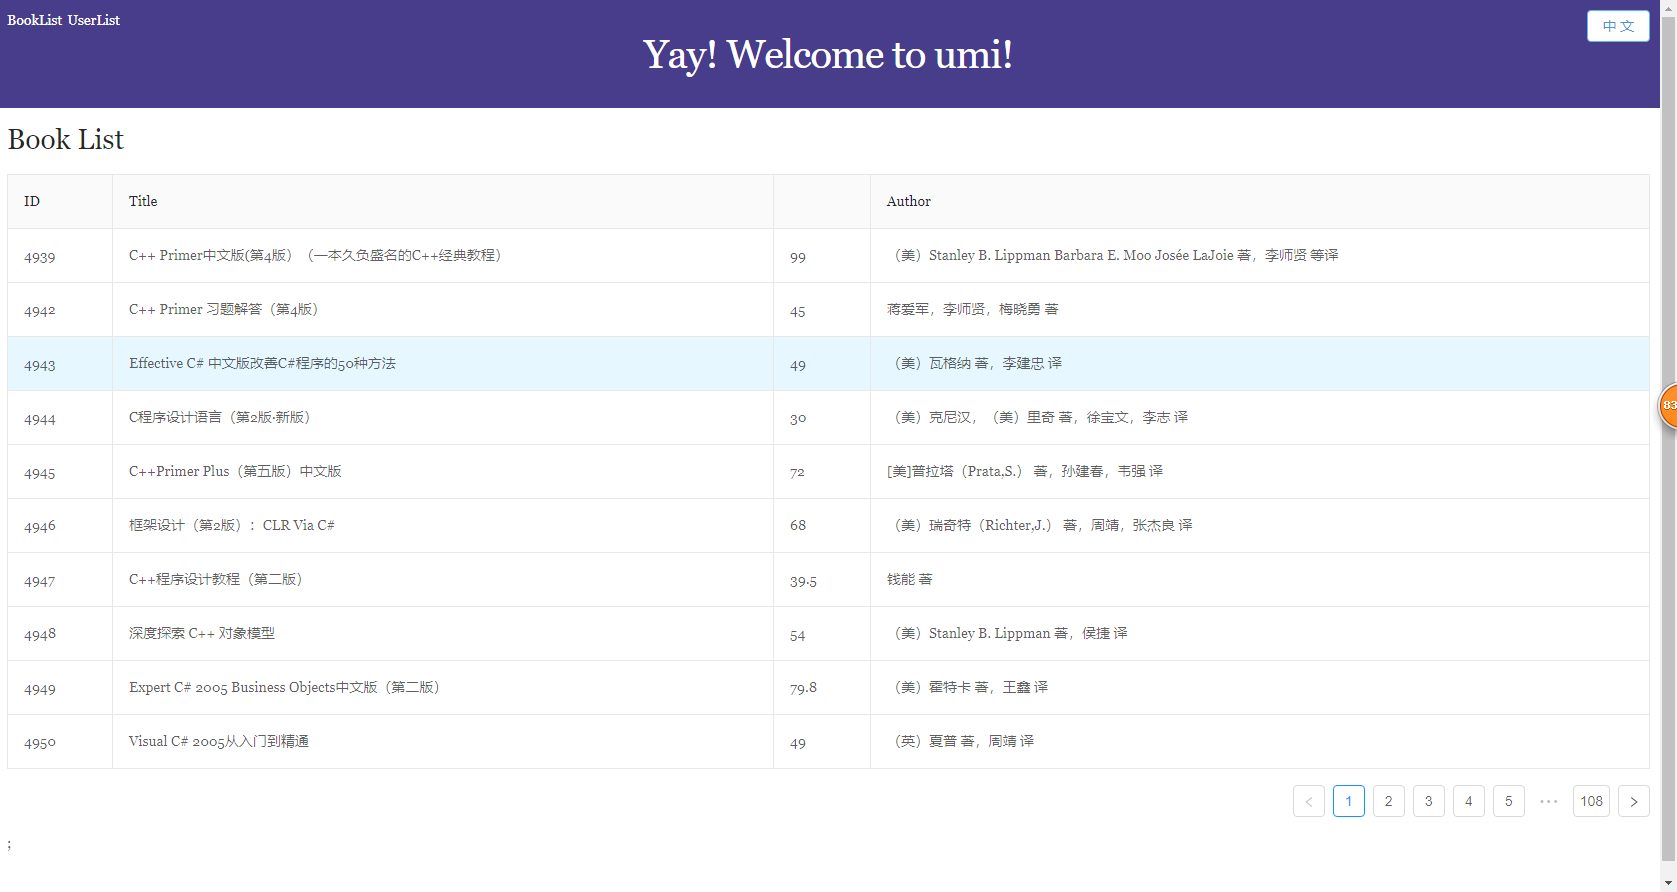 BookList UserList
中 文
Yay! Welcome to umi!
Book List
ID Title Author
4939 C++ Primer中文版(第4版）（一本久负盛名的C++经典教程） 99 （美）Stanley B. Lippman Barbara E. Moo Josée LaJoie 著，李师贤 等译
4942 C++ Primer 习题解答（第4版） 45 蒋爱军，李师贤，梅晓勇 著
4943 Effective C# 中文版改善C#程序的50种方法 49 （美）瓦格纳 著，李建忠 译
4944 C程序设计语言（第2版·新版） 30 （美）克尼汉，（美）里奇 著，徐宝文，李志 译
4945 C++Primer Plus（第五版）中文版 72 [美]普拉塔（Prata,S.） 著，孙建春，韦强 译
4946 框架设计（第2版）：CLR Via C# 68 （美）瑞奇特（Richter,J.） 著，周靖，张杰良 译
4947 C++程序设计教程（第二版） 39.5 钱能 著
4948 深度探索 C++ 对象模型 54 （美）Stanley B. Lippman 著，侯捷 译
4949 Expert C# 2005 Business Objects中文版（第二版） 79.8 （美）霍特卡 著，王鑫 译
4950 Visual C# 2005从入门到精通 49 （英）夏普 著，周靖 译
< 1 2 3 4 5 ••• 108 >
;
83